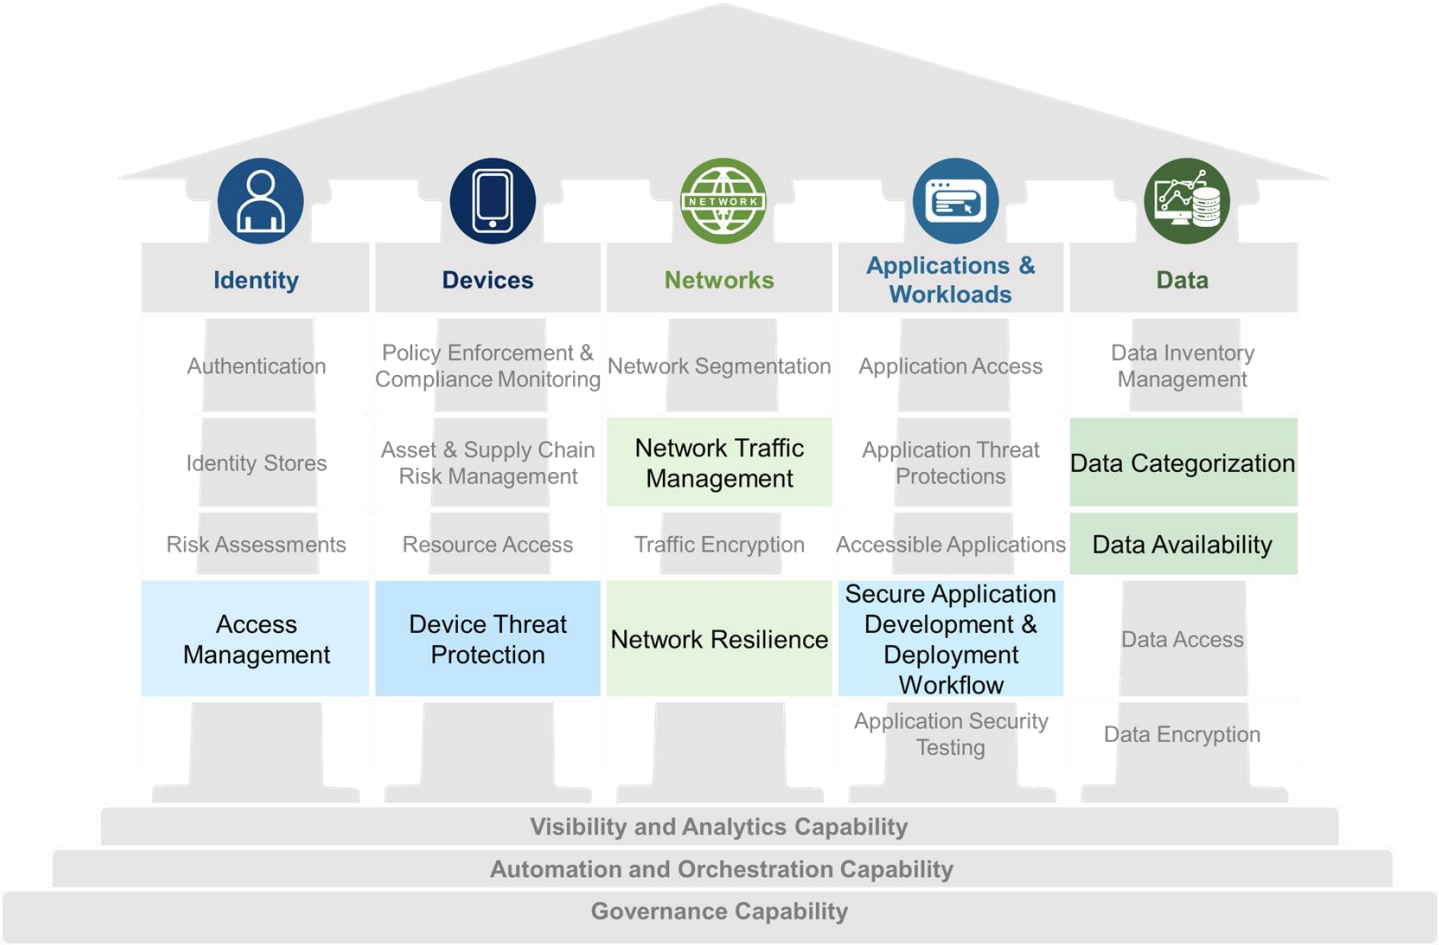 NETWORK
Identity
Devices
Networks
Applications &
Workloads
Data
Authentication
Policy Enforcement &
Compliance Monitoring
Network Segmentation
Application Access
Data Inventory
Management
Identity Stores
Asset & Supply Chain
Risk Management
Network Traffic
Management
Application Threat
Protections
Data Categorization
Risk Assessments
Resource Access
Traffic Encryption
Accessible Applications
Data Availability
Access
Management
Device Threat
Protection
Network Resilience
Secure Application
Development &
Deployment
Workflow
Data Access
Application Security
Testing
Data Encryption
Visibility and Analytics Capability
Automation and Orchestration Capability
Governance Capability